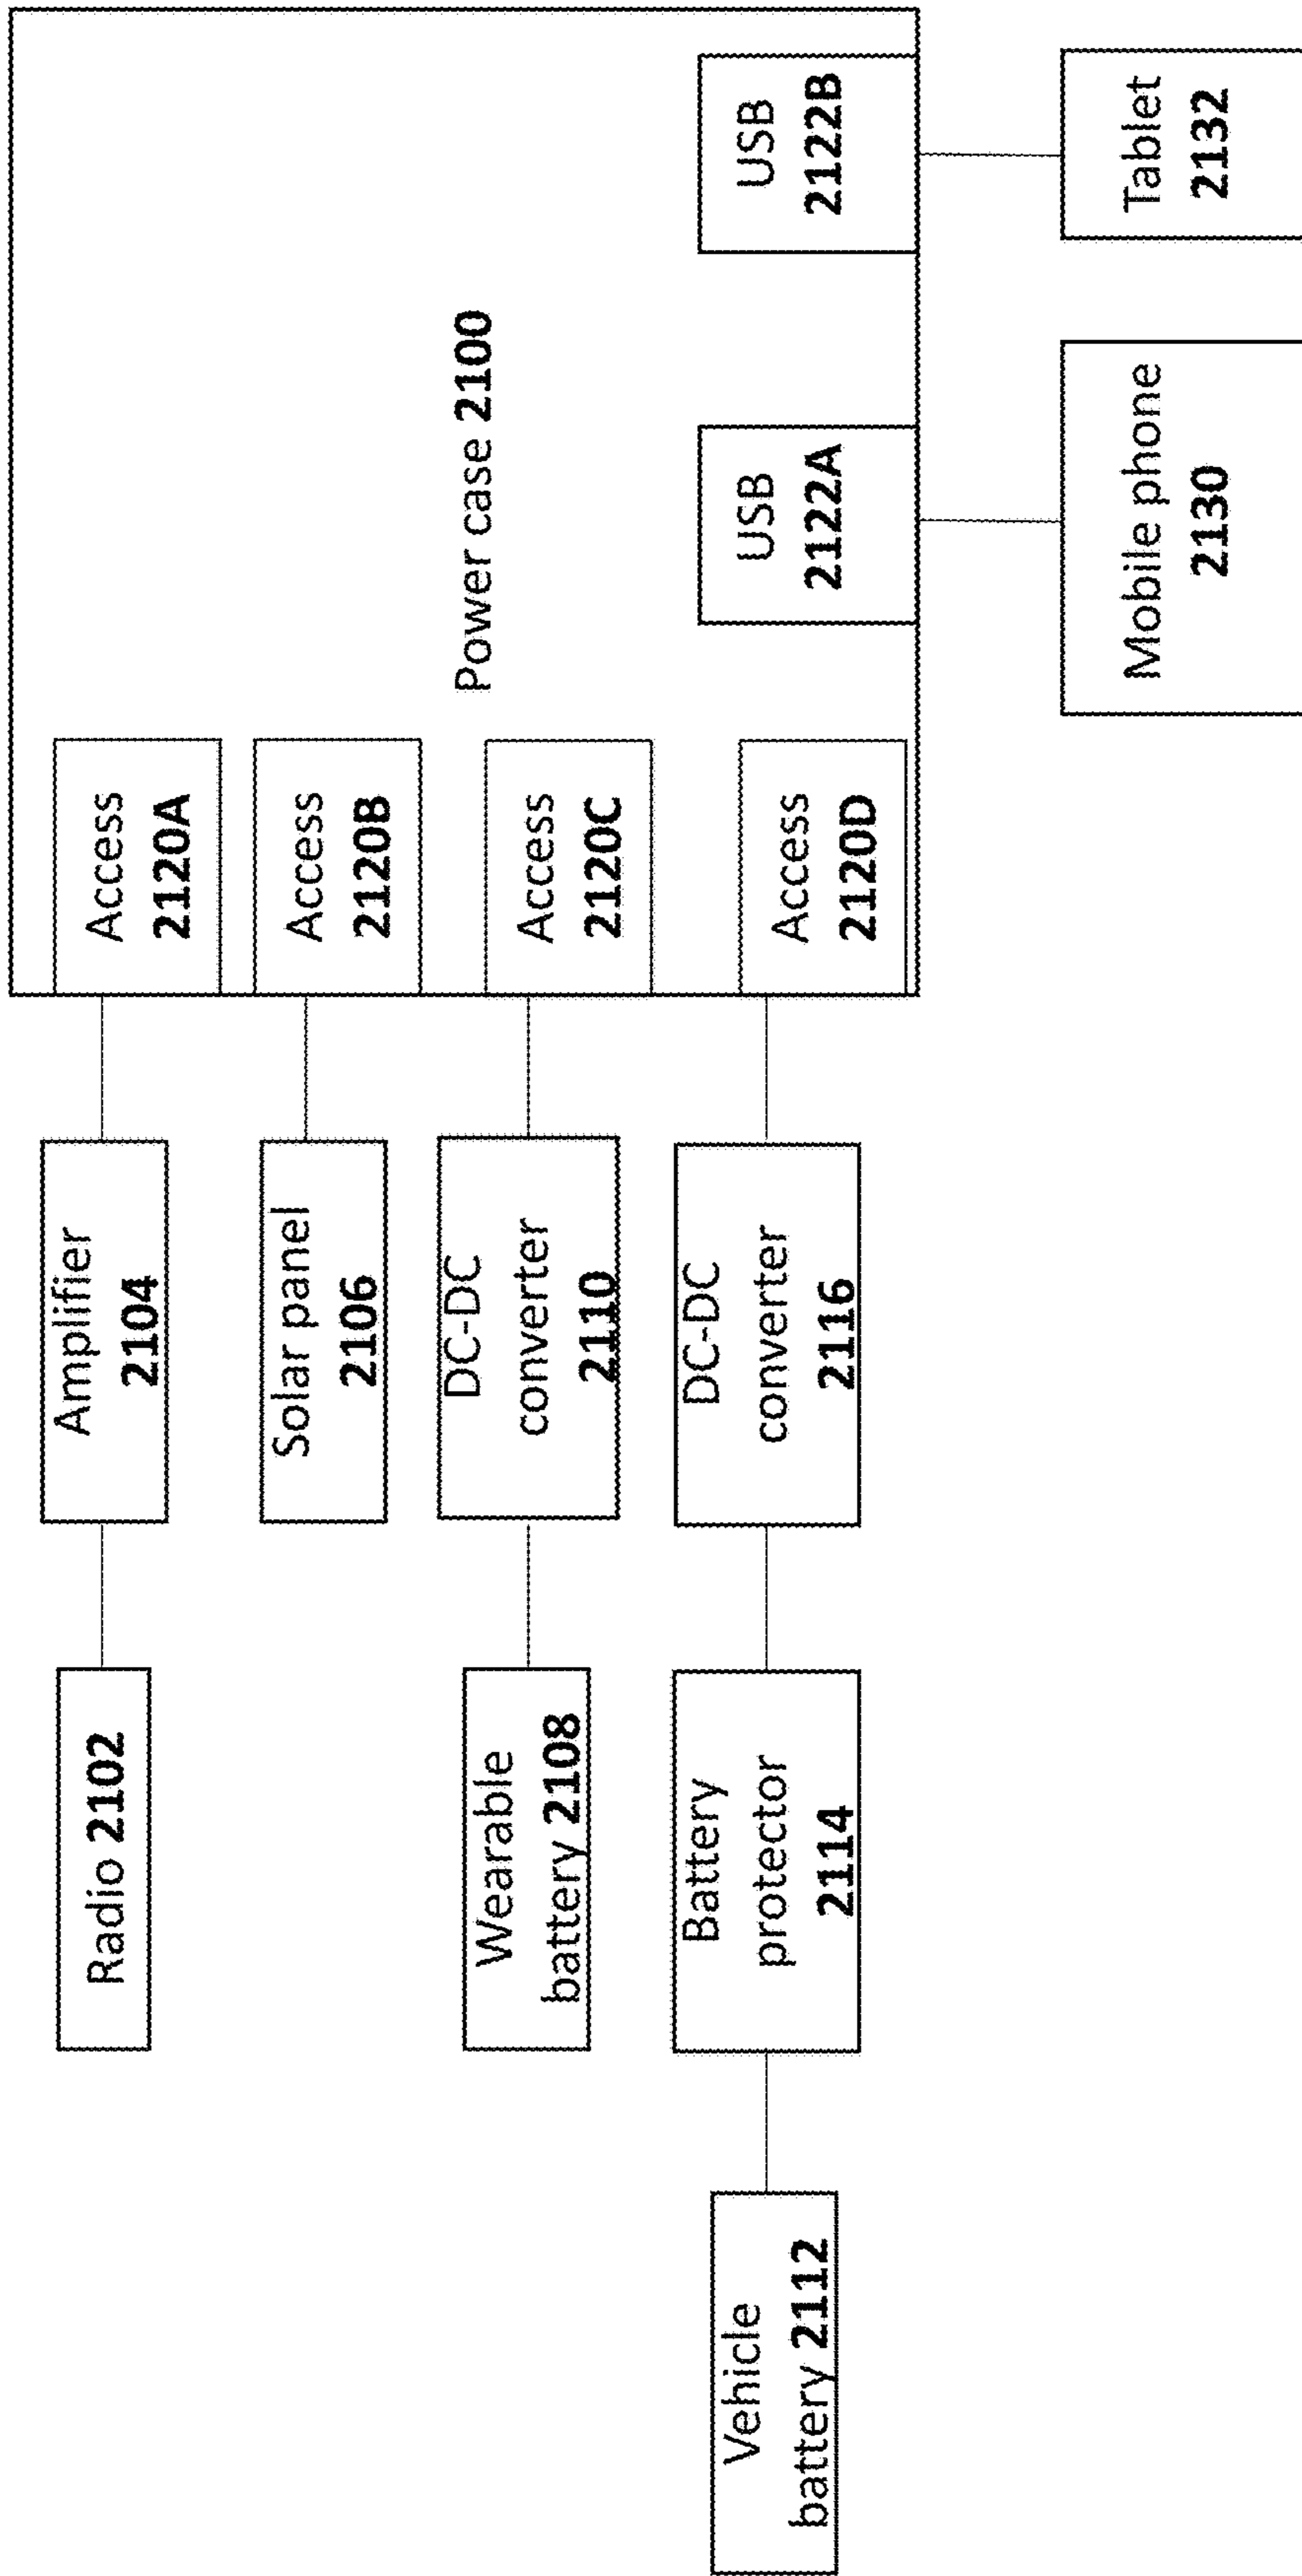 Radio 2102
Amplifier
2104
Access
2120A
Solar panel
2106
Access
2120B
Power case 2100
Wearable
battery 2108
DC-DC
converter
2110
Access
2120C
Vehicle
battery 2112
Battery
protector
2114
DC-DC
converter
2116
Access
2120D
USB
2122A
USB
2122B
Mobile phone
2130
Tablet
2132